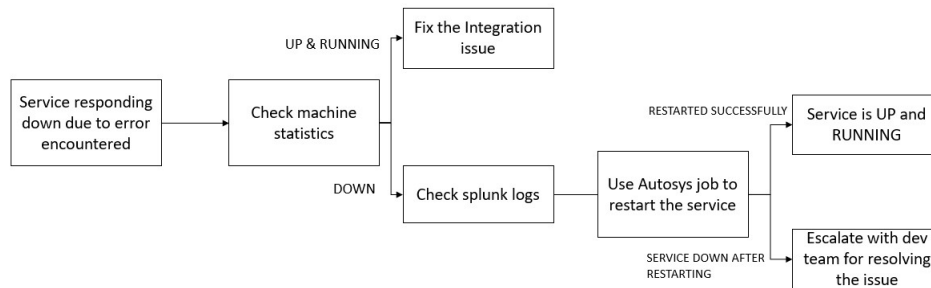 Service responding
down due to error
encountered
Check machine
statistics
UP & RUNNING
Fix the Integration
issue
DOWN
Check splunk logs
Use Autosys job to
restart the service
RESTARTED SUCCESSFULLY
Service is UP and
RUNNING
SERVICE DOWN AFTER
RESTARTING
Escalate with dev
team for resolving
the issue